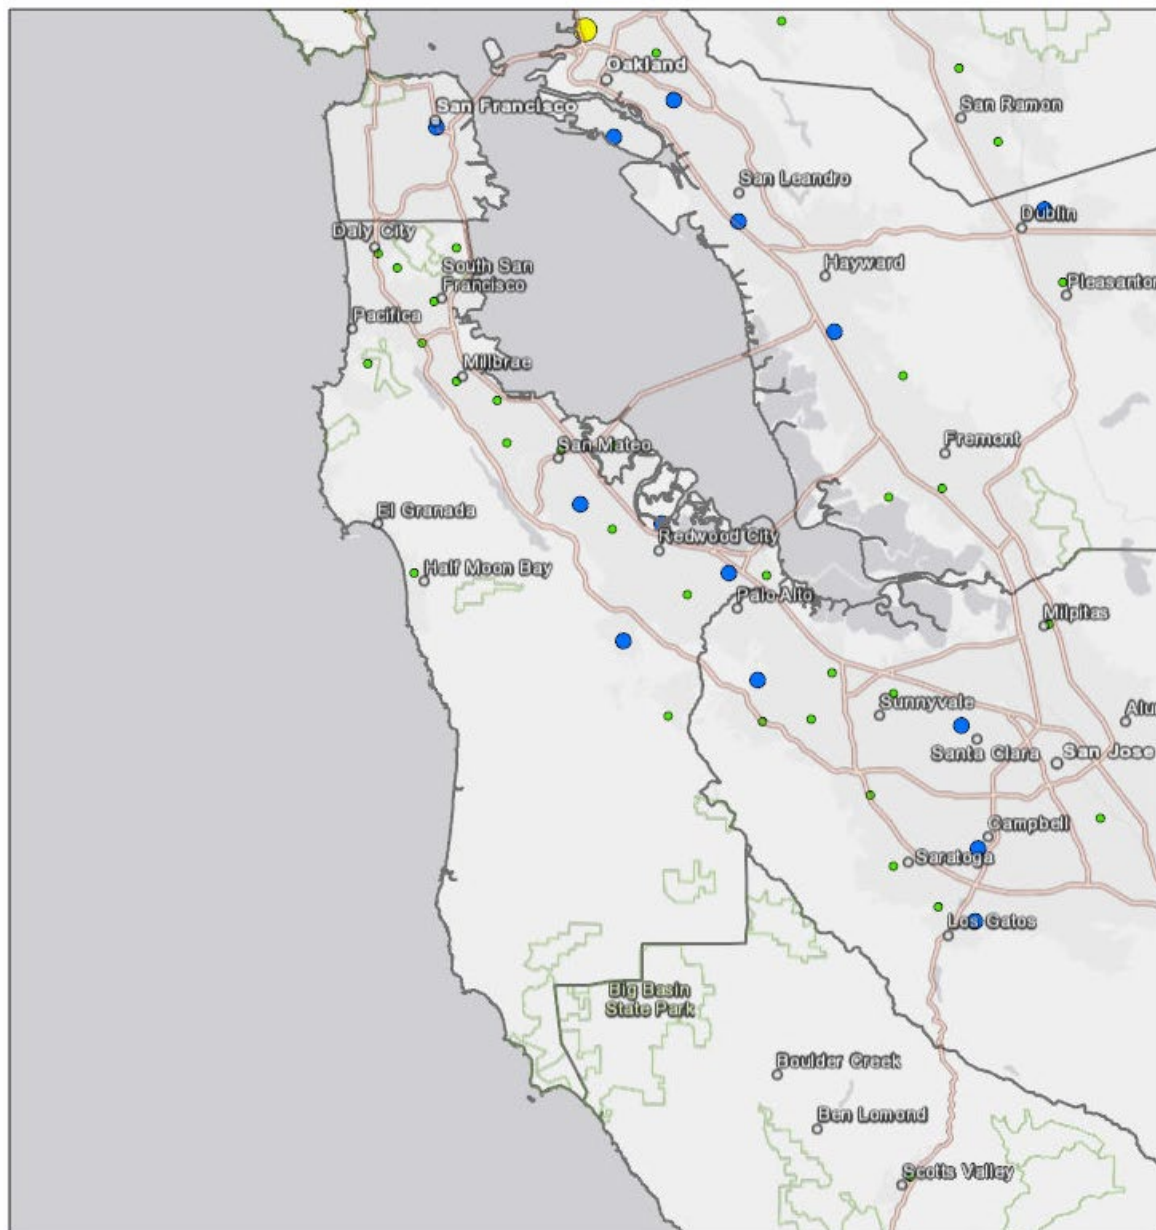 Oakland
San Francisco
San Ramon
San Leandro
Dublin
Daly City
Hayward
South San
Francisco
Pleasanton
Pacifica
Millbrae
Fremont
San Mateo
El Granada
Redwood City
Half Moon Bay
Palo Alto
Milpitas
Sunnyvale
Alu
Santa Clara
San Jose
Campbell
Saratoga
Los Gatos
Big Basin
State Park
Boulder Creek
Ben Lomond
Scotts Valley